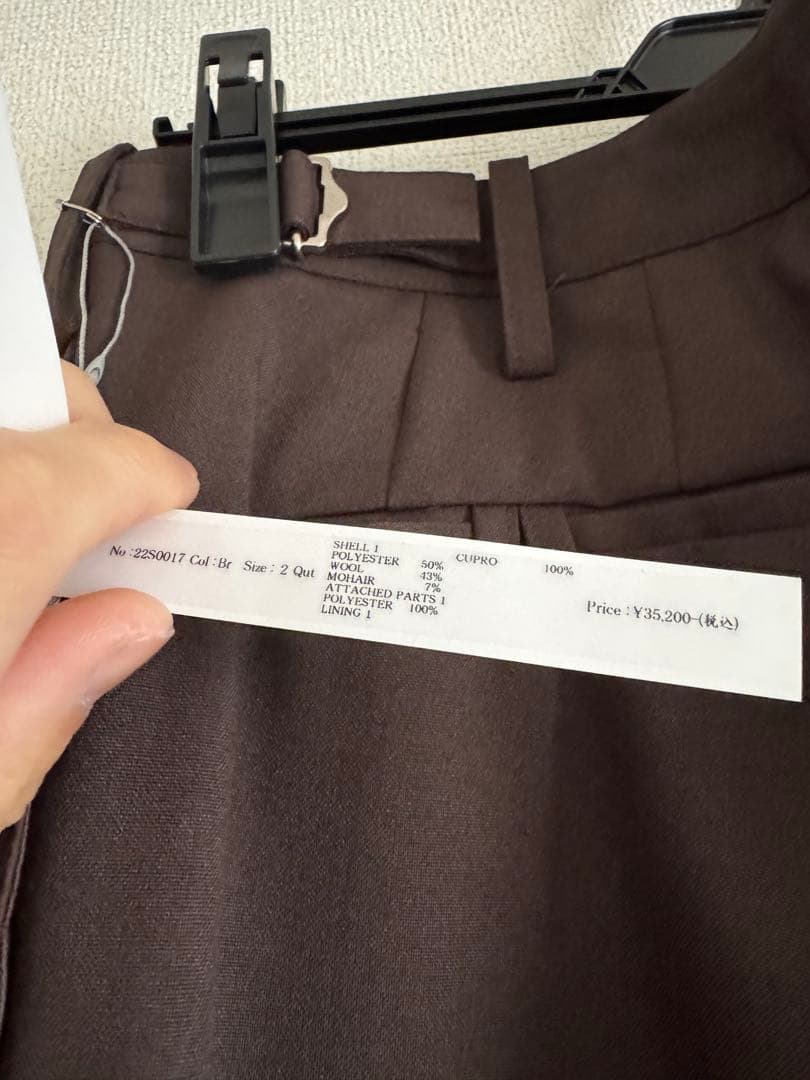 No :22S0017 Col:Br Size : 2 Qut
SHELL 1
POLYESTER 50%
WOOL 43%
MOHAIR 7%
ATTACHED PARTS 1
POLYESTER 100%
LINING 1
CUPRO 100%
Price : ¥35,200-(税込)